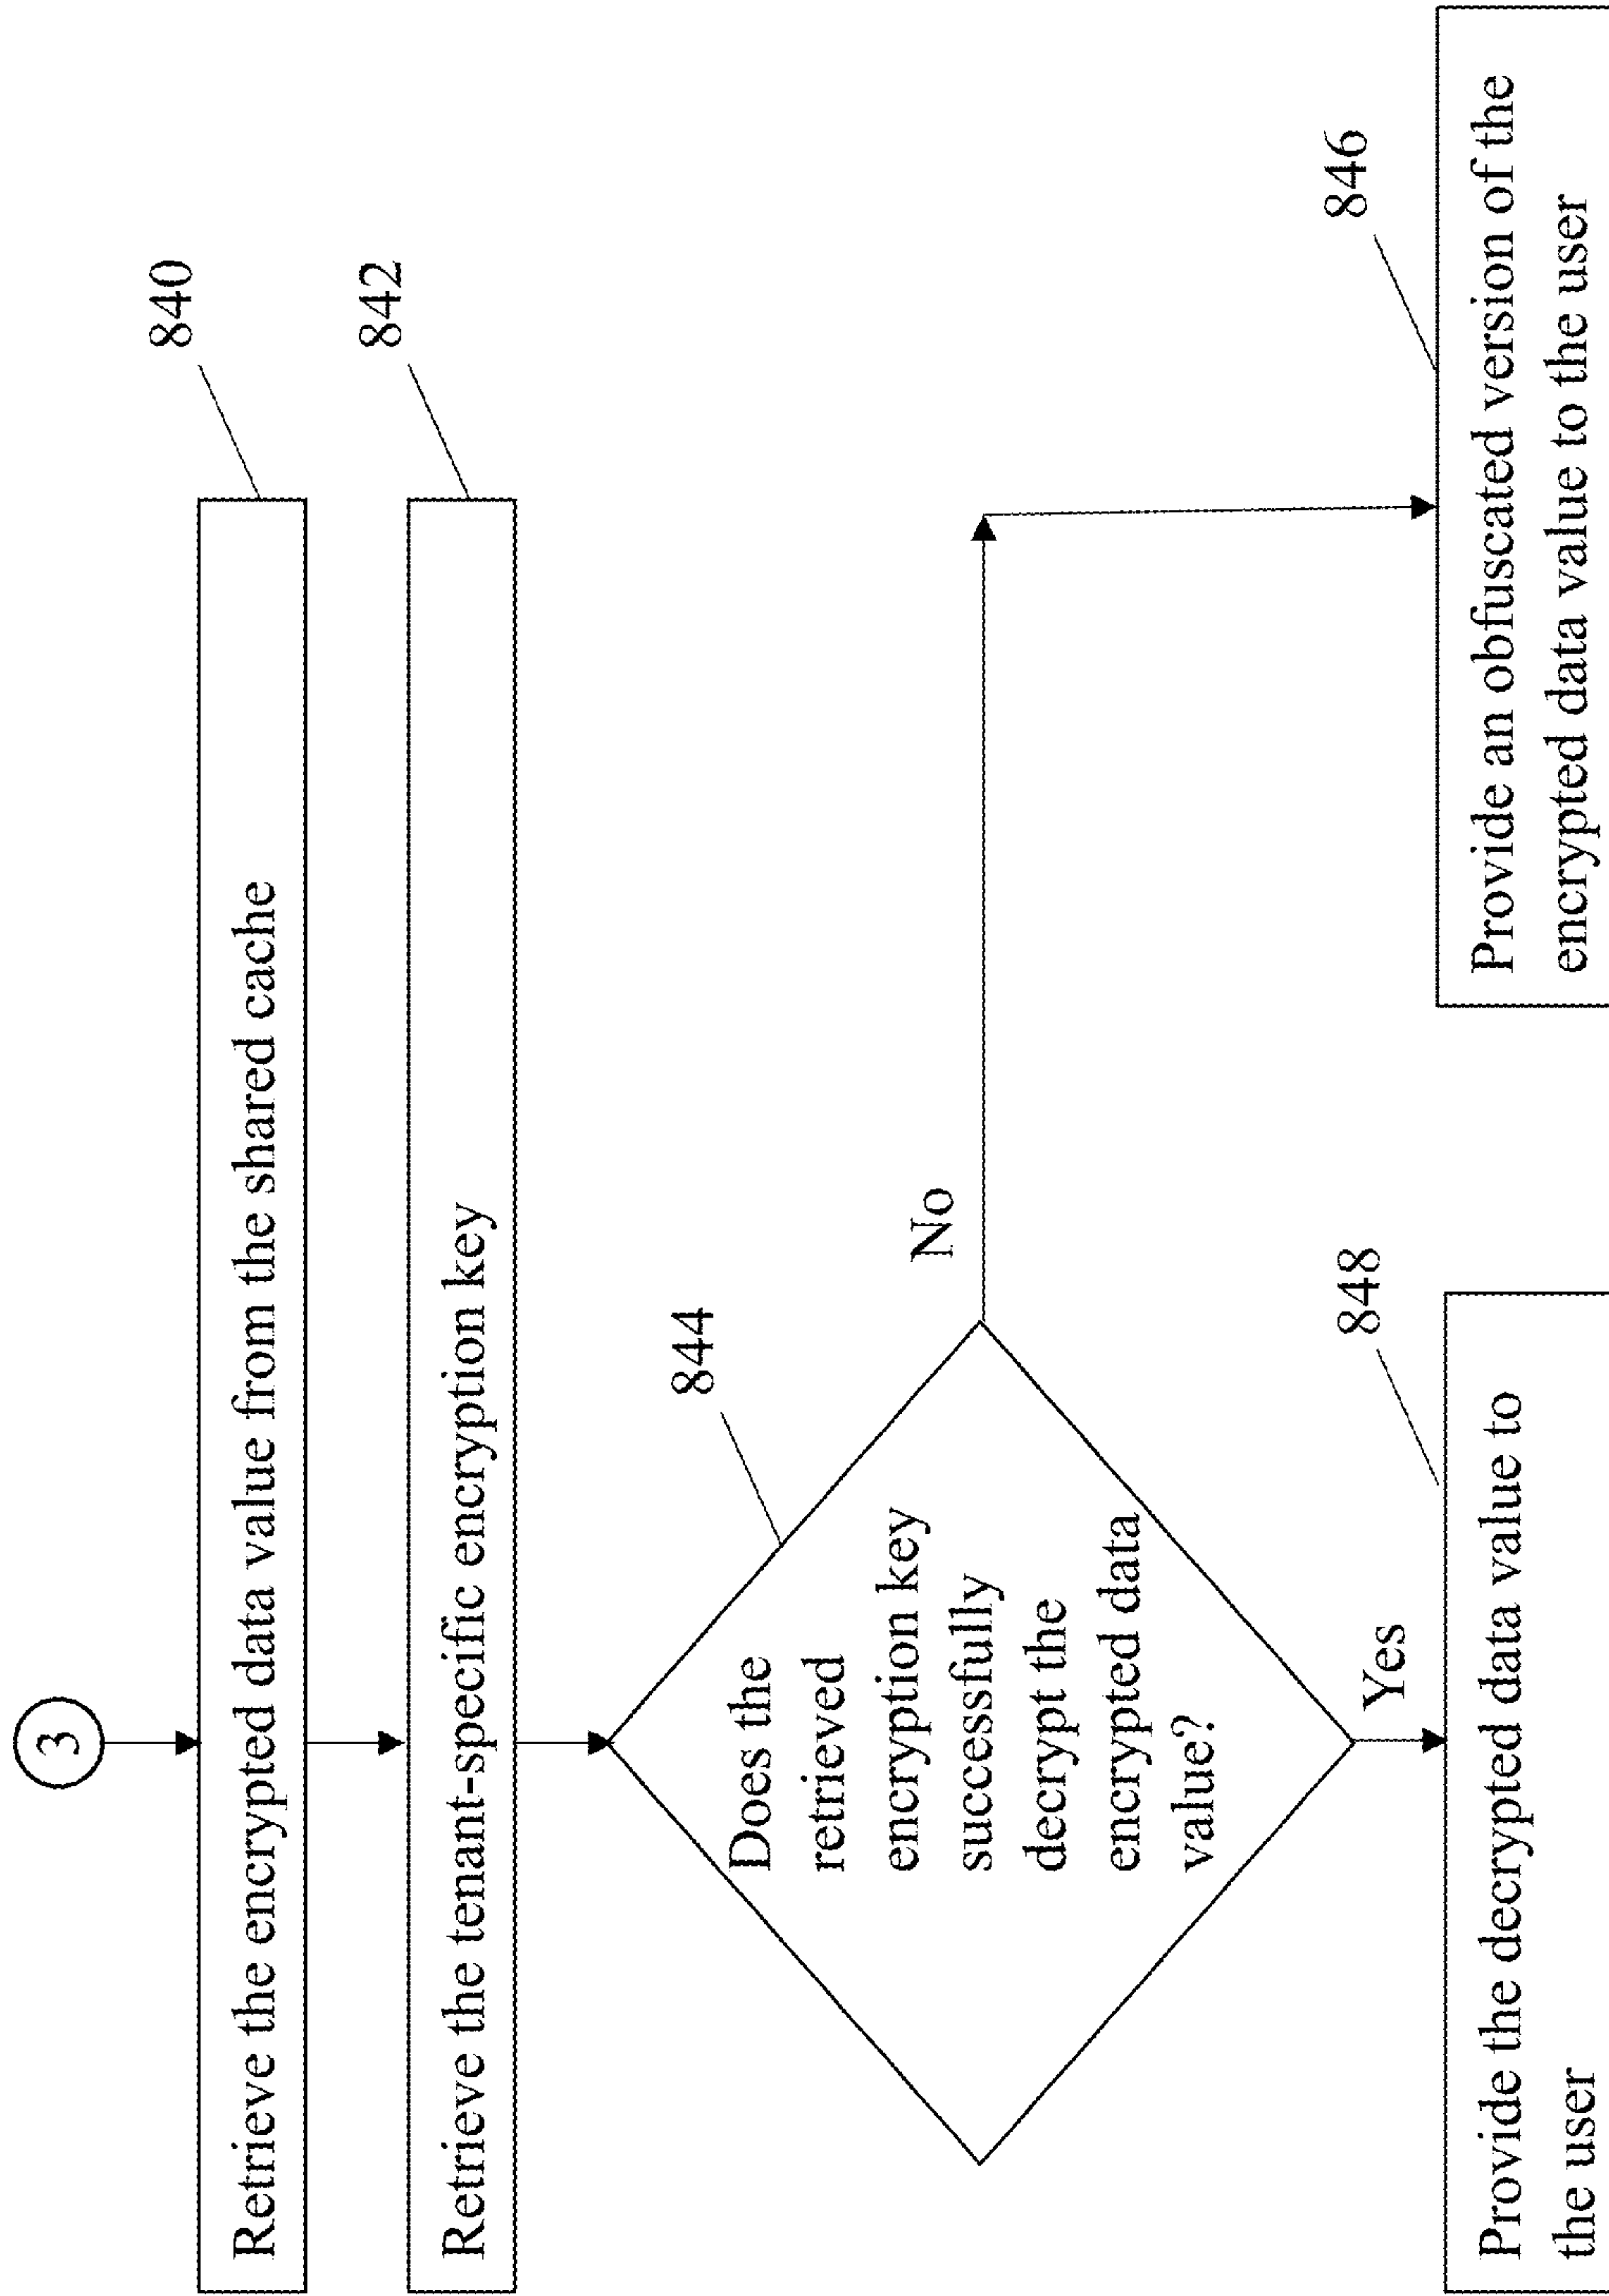 3
840
Retrieve the encrypted data value from the shared cache
842
Retrieve the tenant-specific encryption key
844
Does the
retrieved
encryption key
successfully
decrypt the
encrypted data
value?
No
Yes
848
Provide the decrypted data value to
the user
846
Provide an obfuscated version of the
encrypted data value to the user